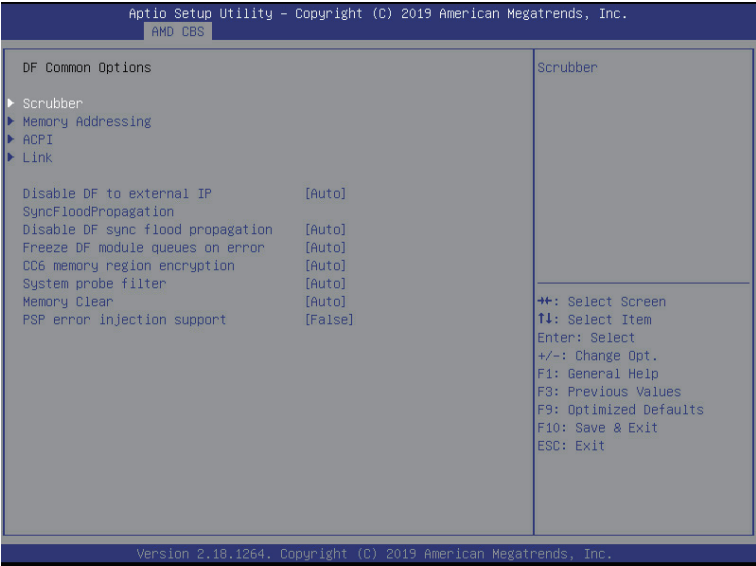 Aptio Setup Utility – Copyright (C) 2019 American Megatrends, Inc.
AMD CBS
DF Common Options
Scrubber
Memory Addressing
ACPI
Link
Disable DF to external IP [Auto]
SyncFloodPropagation
Disable DF sync flood propagation [Auto]
Freeze DF module queues on error [Auto]
CC6 memory region encryption [Auto]
System probe filter [Auto]
Memory Clear [Auto]
PSP error injection support [False]
Scrubber
→←: Select Screen
↑↓: Select Item
Enter: Select
+/-: Change Opt.
F1: General Help
F3: Previous Values
F9: Optimized Defaults
F10: Save & Exit
ESC: Exit
Version 2.18.1264. Copyright (C) 2019 American Megatrends, Inc.